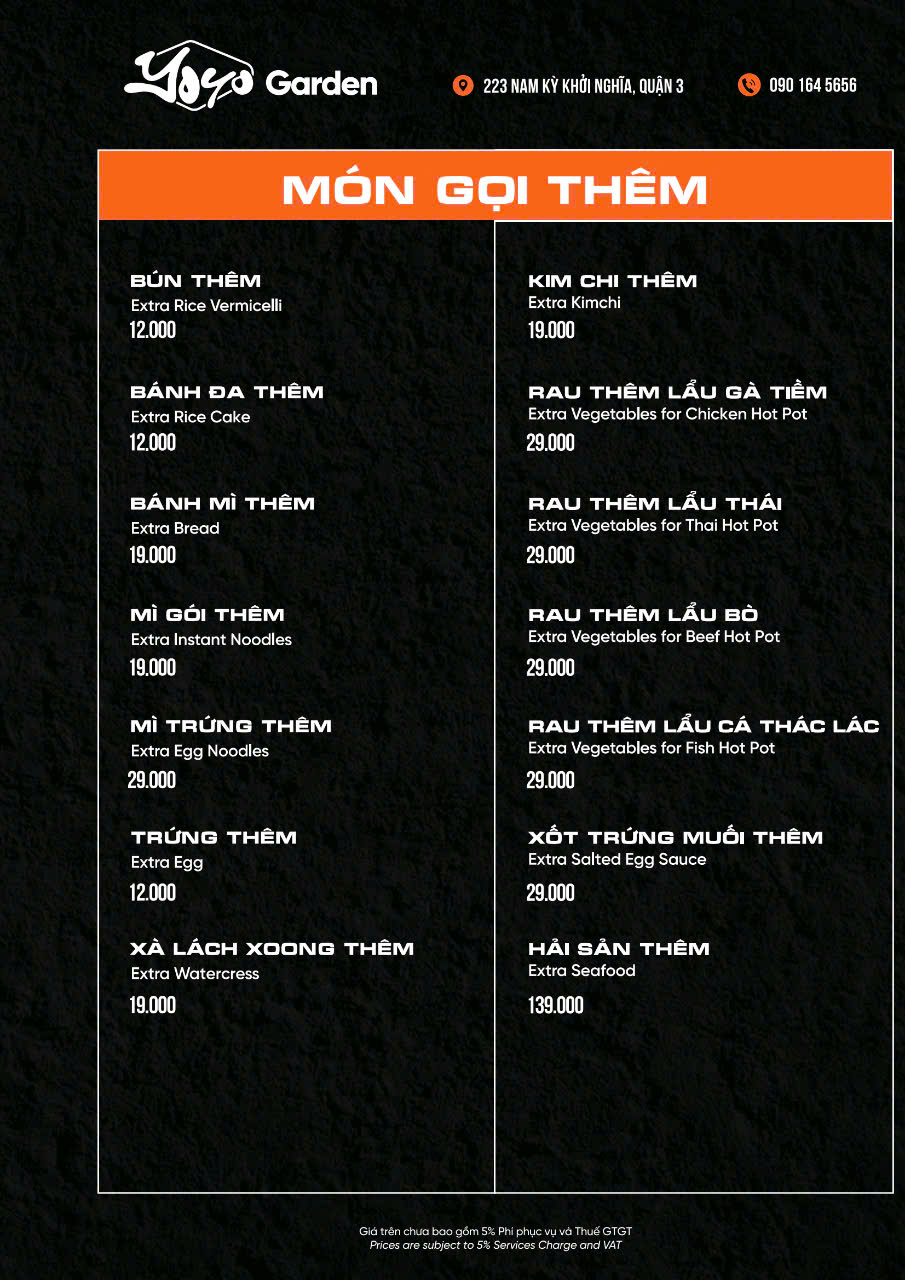 Yoyo Garden
223 NAM KỲ KHỞI NGHĨA, QUẬN 3
090 164 5656
MÓN GỌI THÊM
BÚN THÊM
Extra Rice Vermicelli
12.000
BÁNH ĐA THÊM
Extra Rice Cake
12.000
BÁNH MÌ THÊM
Extra Bread
19.000
MÌ GÓI THÊM
Extra Instant Noodles
19.000
MÌ TRỨNG THÊM
Extra Egg Noodles
29.000
TRỨNG THÊM
Extra Egg
12.000
XÀ LÁCH XOONG THÊM
Extra Watercress
19.000
KIM CHI THÊM
Extra Kimchi
19.000
RAU THÊM LẨU GÀ TIỀM
Extra Vegetables for Chicken Hot Pot
29.000
RAU THÊM LẨU THÁI
Extra Vegetables for Thai Hot Pot
29.000
RAU THÊM LẨU BÒ
Extra Vegetables for Beef Hot Pot
29.000
RAU THÊM LẨU CÁ THÁC LÁC
Extra Vegetables for Fish Hot Pot
29.000
XỐT TRỨNG MUỐI THÊM
Extra Salted Egg Sauce
29.000
HẢI SẢN THÊM
Extra Seafood
139.000
Giá trên chưa bao gồm 5% Phí phục vụ và Thuế GTGT
Prices are subject to 5% Services Charge and VAT